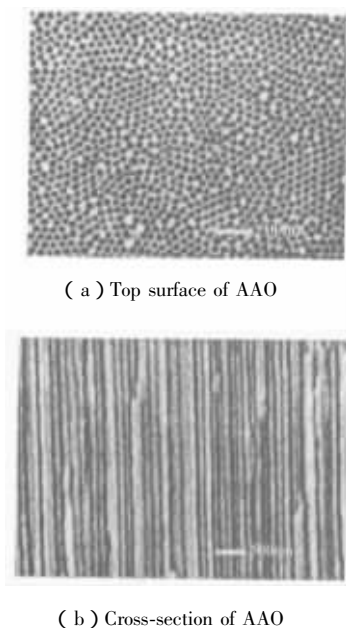 ( a ) Top surface of AAO
( b ) Cross-section of AAO